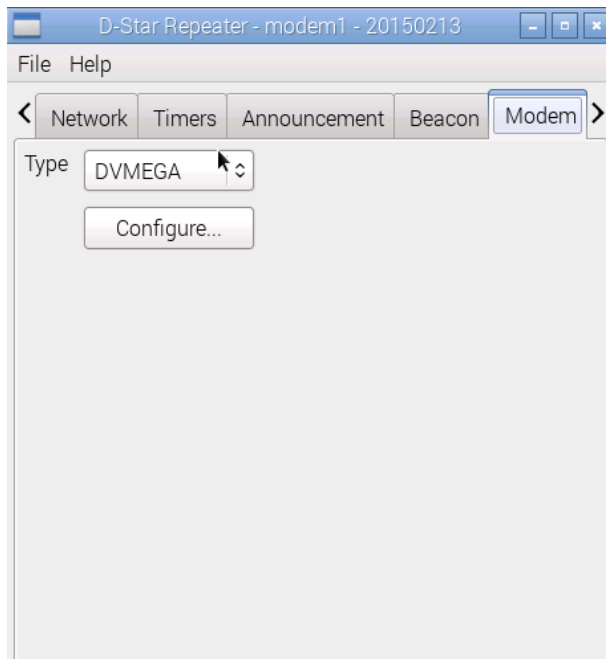 D-Star Repeater - modem1 - 20150213
File Help
Network Timers Announcement Beacon Modem
Type DVMEGA
Configure...